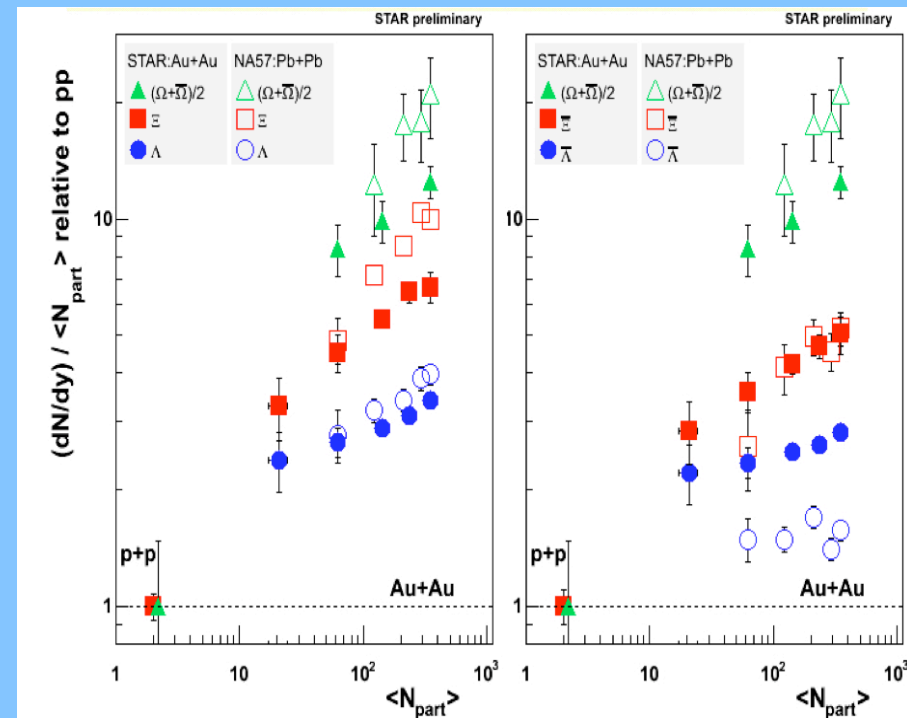 STAR preliminary
STAR:Au+Au NA57:Pb+Pb
(Ω+Ω̅)/2 (Ω+Ω̅)/2
Ξ Ξ
Λ Λ
20
10
(dN/dy) / <N_part> relative to pp
p+p
Au+Au
1
1 10 10² 10³
<N_part>
STAR preliminary
STAR:Au+Au NA57:Pb+Pb
(Ω+Ω̅)/2 (Ω+Ω̅)/2
Ξ̅ Ξ̅
Λ̅ Λ̅
20
10
p+p
Au+Au
1
1 10 10² 10³
<N_part>